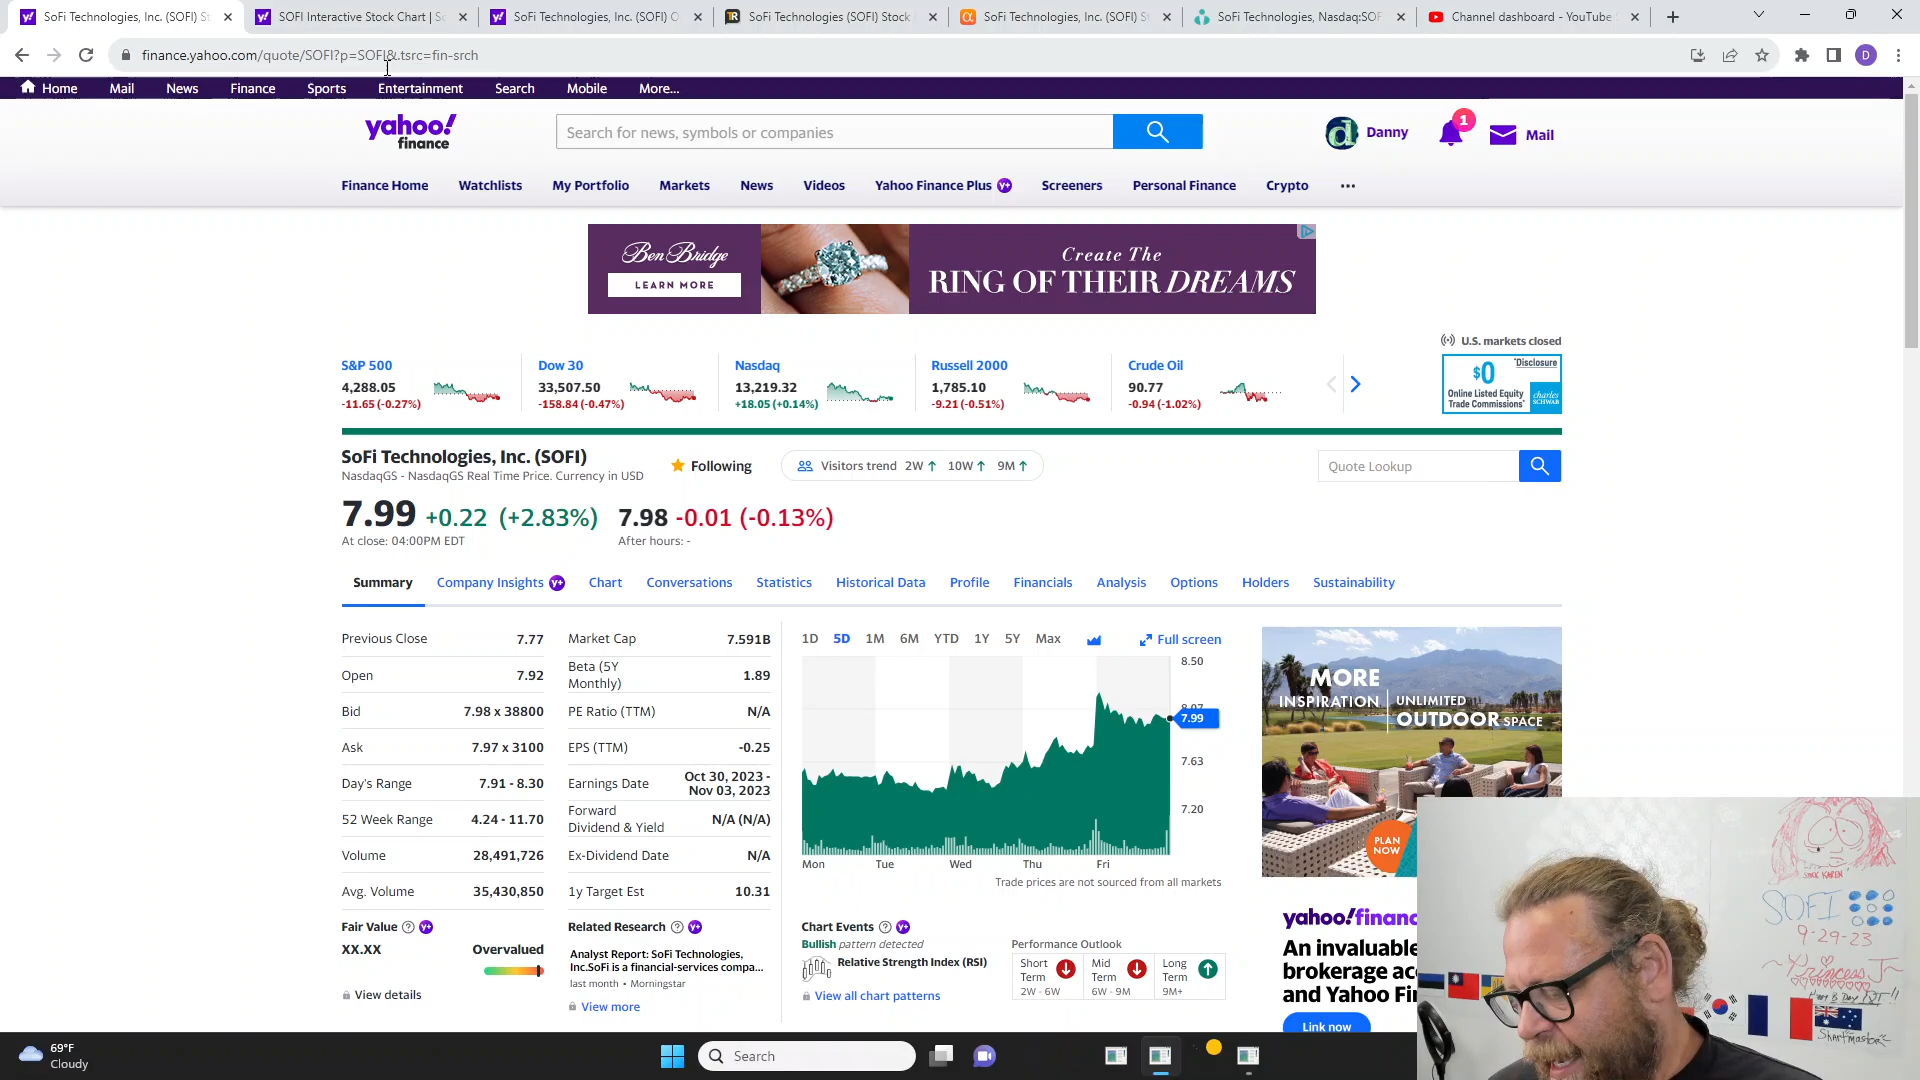 SoFi Technologies, Inc. (SOFI) St
SOFI Interactive Stock Chart | So
SoFi Technologies, Inc. (SOFI) O
SoFi Technologies (SOFI) Stock
SoFi Technologies, Inc. (SOFI) S
SoFi Technologies, Nasdaq:SOF
Channel dashboard - YouTube
finance.yahoo.com/quote/SOFI?p=SOFI&.tsrc=fin-srch
D
Home Mail News Finance Sports Entertainment Search Mobile More...
yahoo!
finance
Search for news, symbols or companies
d Danny
1
Mail
Finance Home Watchlists My Portfolio Markets News Videos Yahoo Finance Plus Screeners Personal Finance Crypto ...
Ben Bridge
LEARN MORE
Create The
RING OF THEIR DREAMS
U.S. markets closed
S&P 500
4,288.05
-11.65 (-0.27%)
Dow 30
33,507.50
-158.84 (-0.47%)
Nasdaq
13,219.32
+18.05 (+0.14%)
Russell 2000
1,785.10
-9.21 (-0.51%)
Crude Oil
90.77
-0.94 (-1.02%)
*Disclosure
$0
Online Listed Equity
Trade Commissions*
charles
SCHWAB
SoFi Technologies, Inc. (SOFI)
NasdaqGS - NasdaqGS Real Time Price. Currency in USD
Following
Visitors trend 2W 10W 9M
Quote Lookup
7.99 +0.22 (+2.83%)
At close: 04:00PM EDT
7.98 -0.01 (-0.13%)
After hours: -
Summary Company Insights Chart Conversations Statistics Historical Data Profile Financials Analysis Options Holders Sustainability
Previous Close 7.77
Open 7.92
Bid 7.98 x 38800
Ask 7.97 x 3100
Day's Range 7.91 - 8.30
52 Week Range 4.24 - 11.70
Volume 28,491,726
Avg. Volume 35,430,850
Market Cap 7.591B
Beta (5Y
Monthly) 1.89
PE Ratio (TTM) N/A
EPS (TTM) -0.25
Earnings Date Oct 30, 2023 -
Nov 03, 2023
Forward
Dividend & Yield N/A (N/A)
Ex-Dividend Date N/A
1y Target Est 10.31
1D 5D 1M 6M YTD 1Y 5Y Max
Full screen
8.50
8.07
7.99
7.63
7.20
Mon Tue Wed Thu Fri
Trade prices are not sourced from all markets
Fair Value
XX.XX Overvalued
View details
Related Research
Analyst Report: SoFi Technologies,
Inc.SoFi is a financial-services compa...
last month • Morningstar
View more
Chart Events
Bullish pattern detected
Relative Strength Index (RSI)
View all chart patterns
Performance Outlook
Short
Term
2W - 6W
Mid
Term
6W - 9M
Long
Term
9M+
MORE
INSPIRATION
UNLIMITED
OUTDOOR SPACE
PLAN
NOW
yahoo!financ
An invaluable
brokerage ac
and Yahoo Fi
Link now
SOFI
9-29-23
~Princess J~
69°F
Cloudy
Search